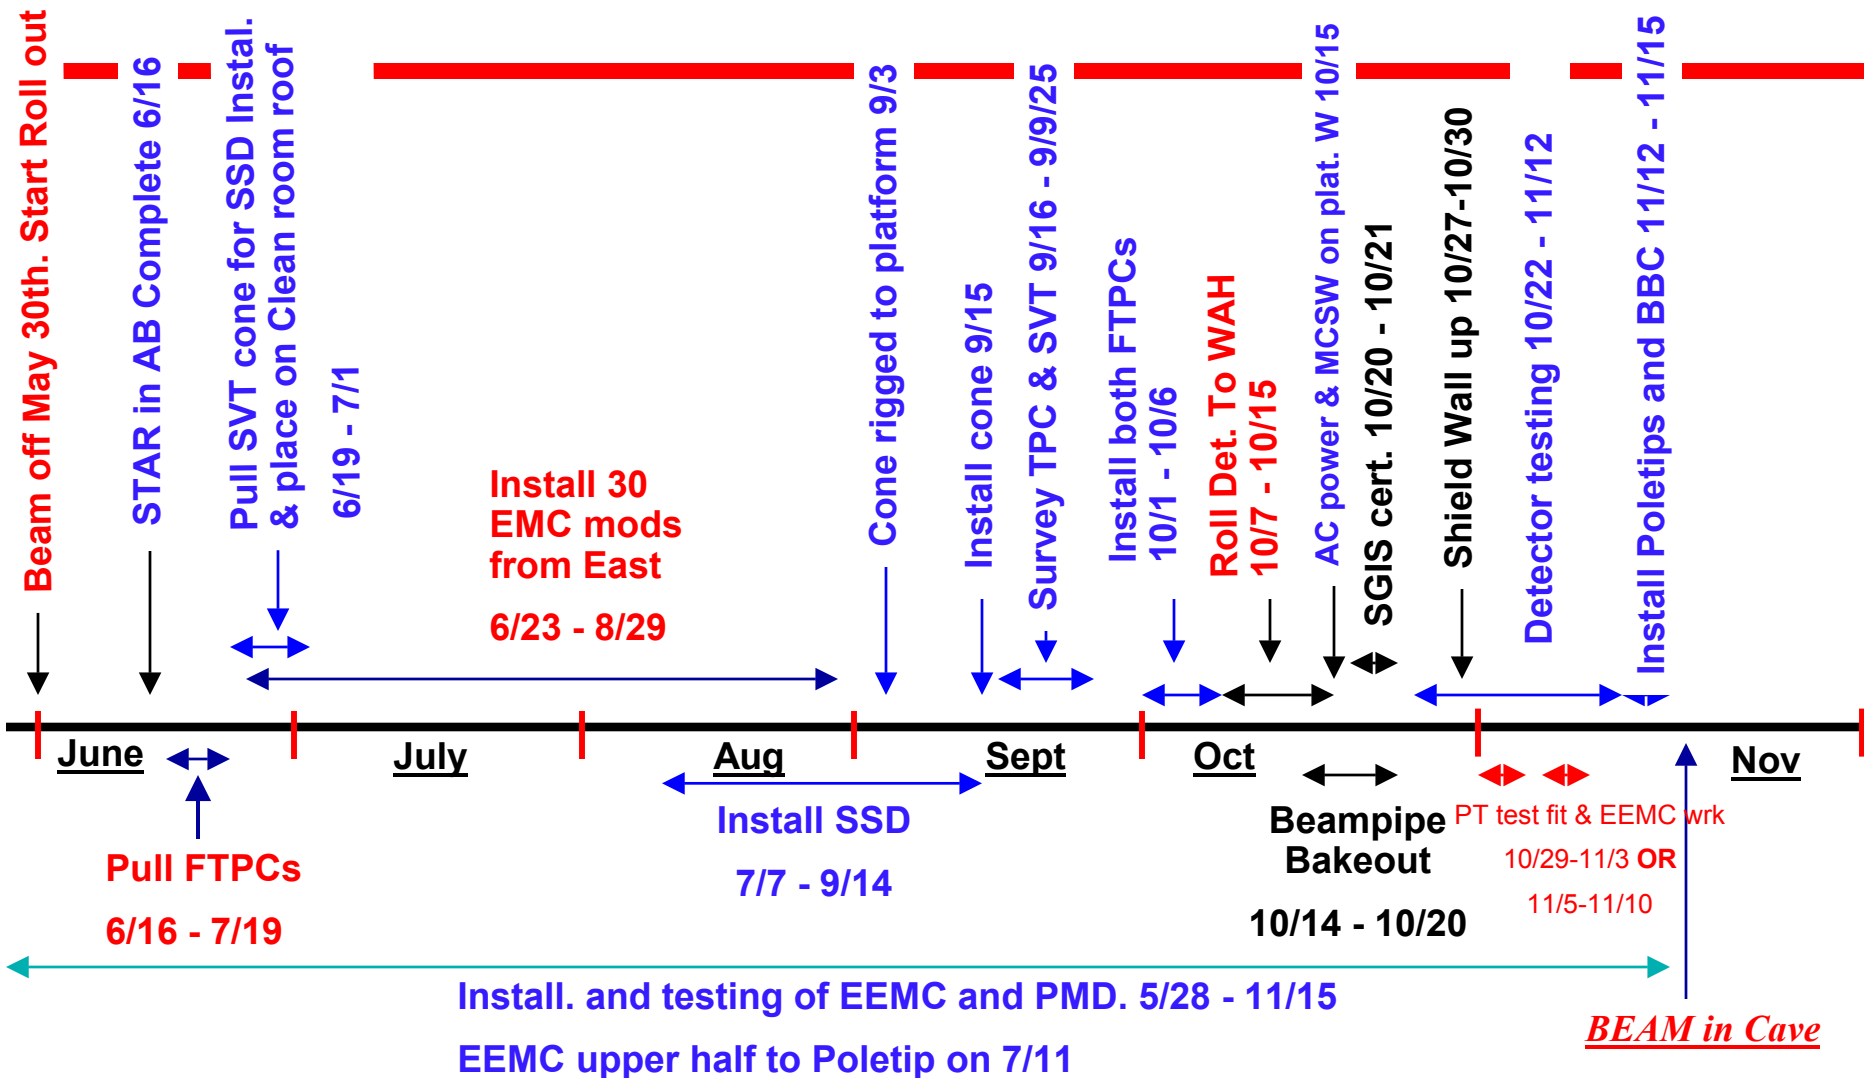 Beam off May 30th. Start Roll out
STAR in AB Complete 6/16
Pull SVT cone for SSD Instal.
& place on Clean room roof
6/19 - 7/1
Install 30
EMC mods
from East
6/23 - 8/29
Cone rigged to platform 9/3
Install cone 9/15
Survey TPC & SVT 9/16 - 9/9/25
Install both FTPCs
10/1 - 10/6
Roll Det. To WAH
10/7 - 10/15
AC power & MCSW on plat. W 10/15
SGIS cert. 10/20 - 10/21
Shield Wall up 10/27-10/30
Detector testing 10/22 - 11/12
Install Poletips and BBC 11/12 - 11/15
June
July
Aug
Sept
Oct
Nov
Pull FTPCs
6/16 - 7/19
Install SSD
7/7 - 9/14
Beampipe
Bakeout
10/14 - 10/20
PT test fit & EEMC wrk
10/29-11/3 OR
11/5-11/10
Install. and testing of EEMC and PMD. 5/28 - 11/15
EEMC upper half to Poletip on 7/11
BEAM in Cave